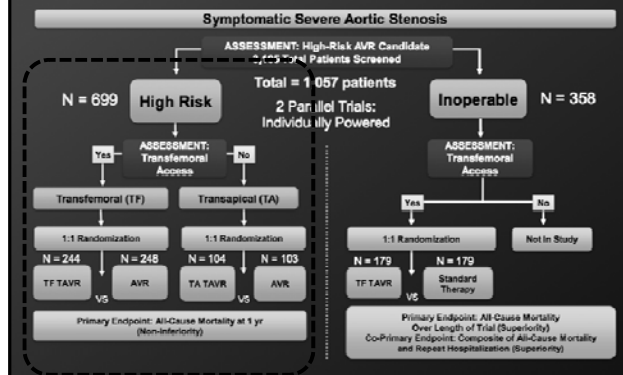 Symptomatic Severe Aortic Stenosis
ASSESSMENT: High-Risk AVR Candidate
Total Patients Screened
Total = 1,057 patients
2 Parallel Trials:
Individually Powered
N = 699
High Risk
Inoperable
N = 358
ASSESSMENT:
Transfemoral
Access
Yes
No
Transfemoral (TF)
Transapical (TA)
1:1 Randomization
1:1 Randomization
N = 244
N = 248
N = 104
N = 103
TF TAVR
VS
AVR
TA TAVR
VS
AVR
Primary Endpoint: All-Cause Mortality at 1 yr
(Non-inferiority)
ASSESSMENT:
Transfemoral
Access
Yes
No
1:1 Randomization
Not In Study
N = 179
N = 179
TF TAVR
VS
Standard
Therapy
Primary Endpoint: All-Cause Mortality
Over Length of Trial (Superiority)
Co-Primary Endpoint: Composite of All-Cause Mortality
and Repeat Hospitalization (Superiority)